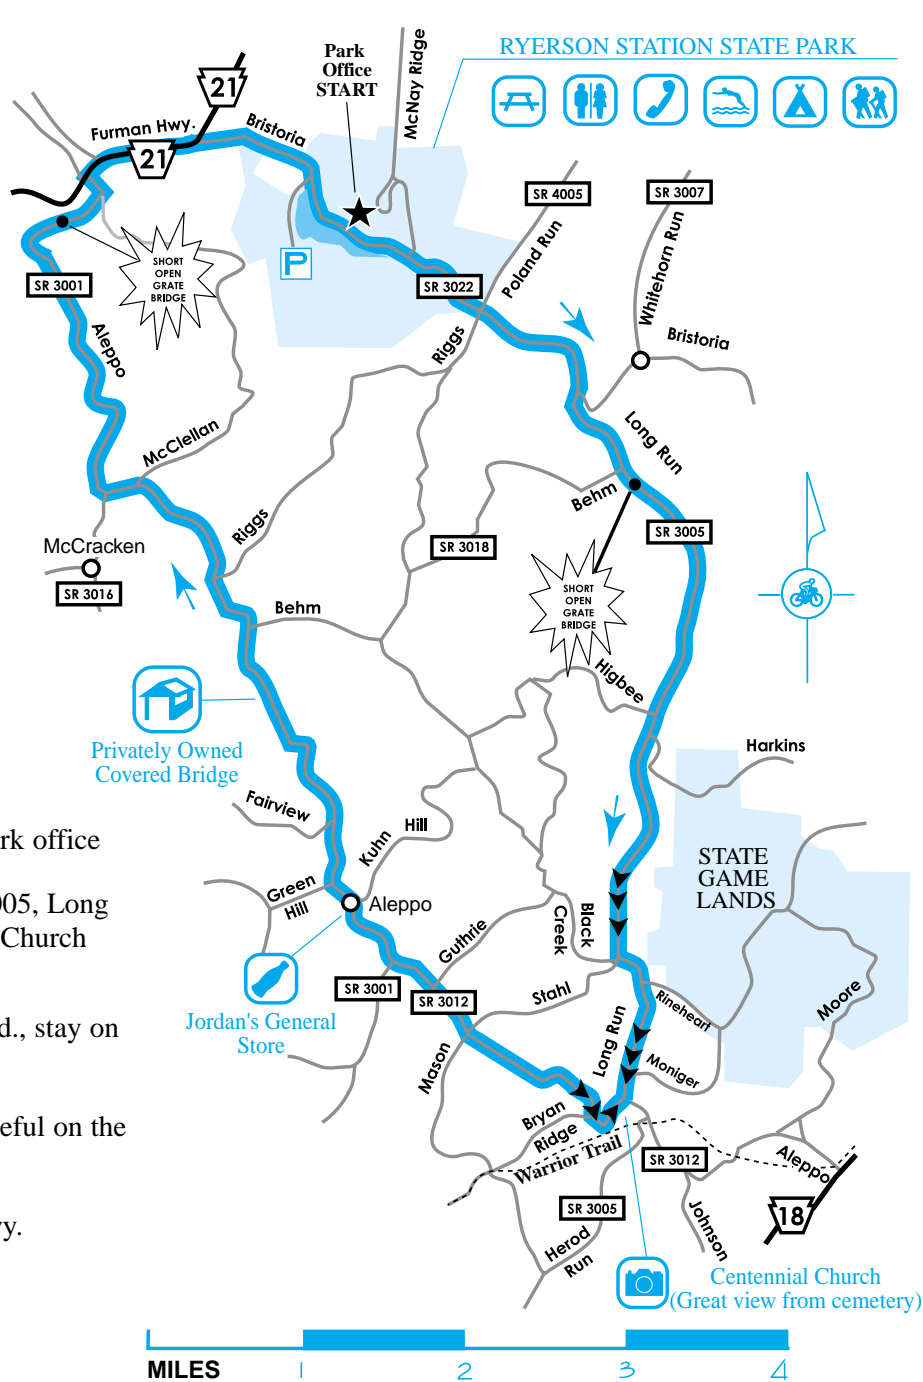 Park
Office
START
McNay Ridge
RYERSON STATION STATE PARK
21
Furman Hwy.
21
Bristoria
SR 4005
SR 3007
Poland Run
Whitehorn Run
P
SHORT
OPEN
GRATE
BRIDGE
SR 3001
SR 3022
Aleppo
Riggs
Bristoria
McClellan
Long Run
Behm
Riggs
SR 3005
SR 3018
McCracken
SR 3016
SHORT
OPEN
GRATE
BRIDGE
Behm
Higbee
Privately Owned
Covered Bridge
Harkins
Fairview
Kuhn
Hill
rk office
STATE
GAME
LANDS
Green
Hill
Aleppo
005, Long
Church
Black
Creek
Guthrie
SR 3001
SR 3012
Stahl
Rineheart
Moore
Jordan's General
Store
d., stay on
Long Run
Mason
Moniger
Bryan
Ridge
eful on the
Warrior Trail
SR 3012
Aleppo
SR 3005
Johnson
18
y.
Herod
Run
Centennial Church
(Great view from cemetery)
MILES
1
2
3
4